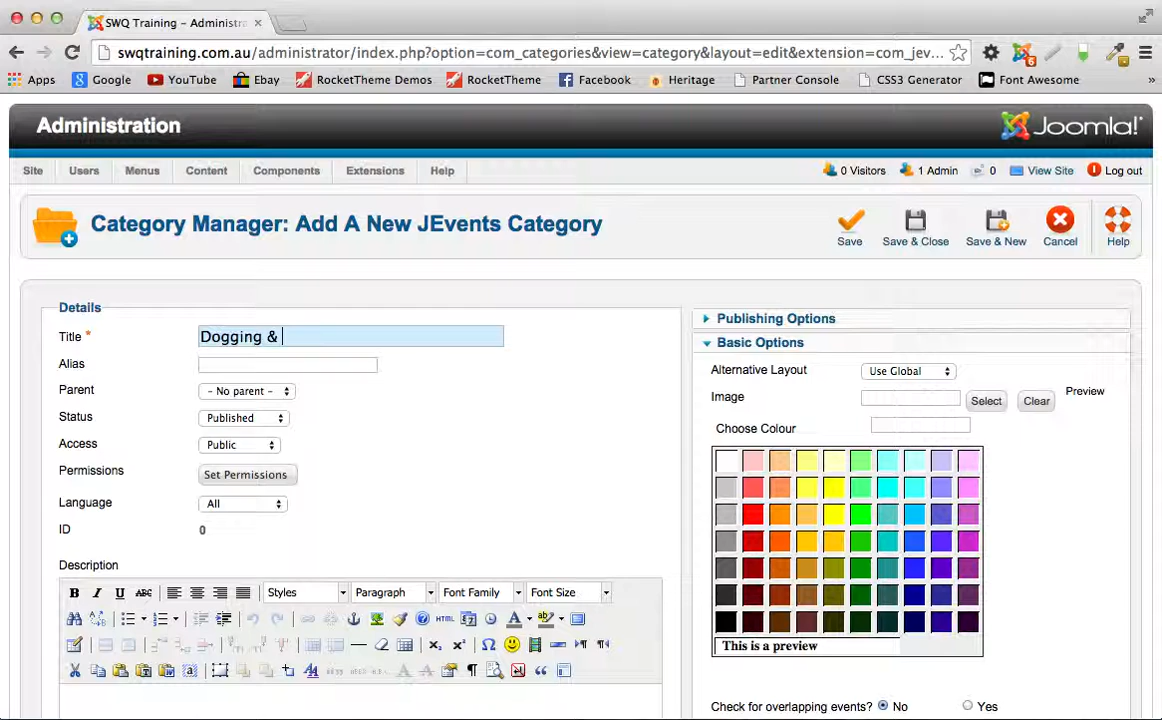 SWQ Training - Administra
swqtraining.com.au/administrator/index.php?option=com_categories&view=category&layout=edit&extension=com_jev...
6
Apps Google YouTube Ebay RocketTheme Demos RocketTheme Facebook Heritage Partner Console CSS3 Generator Font Awesome »
Administration
Joomla!
Site Users Menus Content Components Extensions Help 0 Visitors 1 Admin 0 View Site Log out
Category Manager: Add A New JEvents Category
Save Save & Close Save & New Cancel Help
Details
Title * Dogging &
Alias
Parent - No parent -
Status Published
Access Public
Permissions Set Permissions
Language All
ID 0
Description
B I U ABC Styles Paragraph Font Family Font Size
HTML
Publishing Options
Basic Options
Alternative Layout Use Global
Image Select Clear Preview
Choose Colour
This is a preview
Check for overlapping events? No Yes